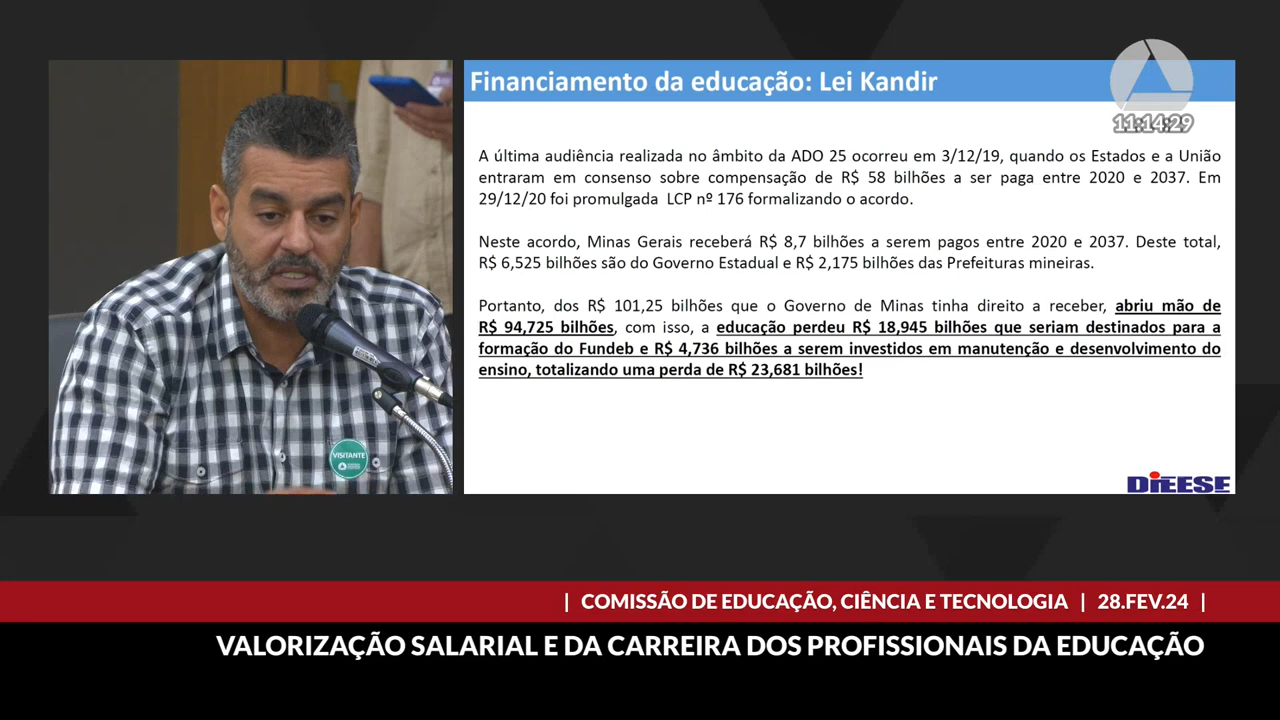 Financiamento da educação: Lei Kandir
11:14:29
A última audiência realizada no âmbito da ADO 25 ocorreu em 3/12/19, quando os Estados e a União
entraram em consenso sobre compensação de R$ 58 bilhões a ser paga entre 2020 e 2037. Em
29/12/20 foi promulgada LCP nº 176 formalizando o acordo.
Neste acordo, Minas Gerais receberá R$ 8,7 bilhões a serem pagos entre 2020 e 2037. Deste total,
R$ 6,525 bilhões são do Governo Estadual e R$ 2,175 bilhões das Prefeituras mineiras.
Portanto, dos R$ 101,25 bilhões que o Governo de Minas tinha direito a receber, abriu mão de
R$ 94,725 bilhões, com isso, a educação perdeu R$ 18,945 bilhões que seriam destinados para a
formação do Fundeb e R$ 4,736 bilhões a serem investidos em manutenção e desenvolvimento do
ensino, totalizando uma perda de R$ 23,681 bilhões!
VISITANTE
DIEESE
| COMISSÃO DE EDUCAÇÃO, CIÊNCIA E TECNOLOGIA | 28.FEV.24 |
VALORIZAÇÃO SALARIAL E DA CARREIRA DOS PROFISSIONAIS DA EDUCAÇÃO